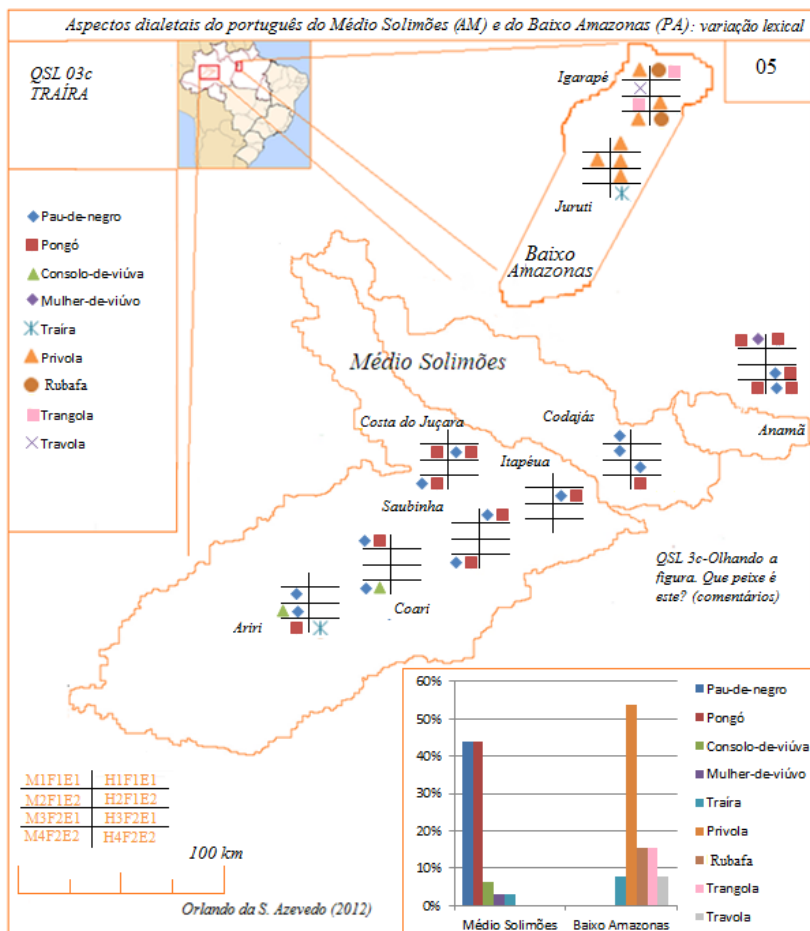 Aspectos dialetais do português do Médio Solimões (AM) e do Baixo Amazonas (PA): variação lexical
QSL 03c
TRAÍRA
05
Igarapé
Juruti
Baixo
Amazonas
Pau-de-negro
Pongó
Consolo-de-viúva
Mulher-de-viúvo
Traíra
Privola
Rubafa
Trangola
Travola
Médio Solimões
Costa do Juçara
Codajás
Anamã
Itapéua
Saubinha
Coari
Ariri
QSL 3c-Olhando a
figura. Que peixe é
este? (comentários)
60%
50%
40%
30%
20%
10%
0%
Médio Solimões
Baixo Amazonas
Pau-de-negro
Pongó
Consolo-de-viúva
Mulher-de-viúvo
Traíra
Privola
Rubafa
Trangola
Travola
M1F1E1 H1F1E1
M2F1E2 H2F1E2
M3F2E1 H3F2E1
M4F2E2 H4F2E2
100 km
Orlando da S. Azevedo (2012)